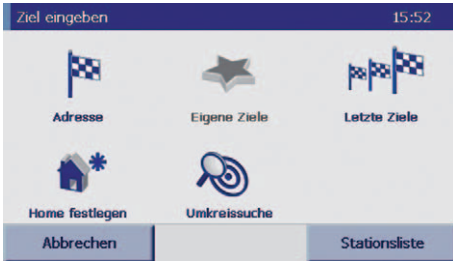 Ziel eingeben 15:52
Adresse Eigene Ziele Letzte Ziele
Home festlegen Umkreissuche
Abbrechen Stationsliste